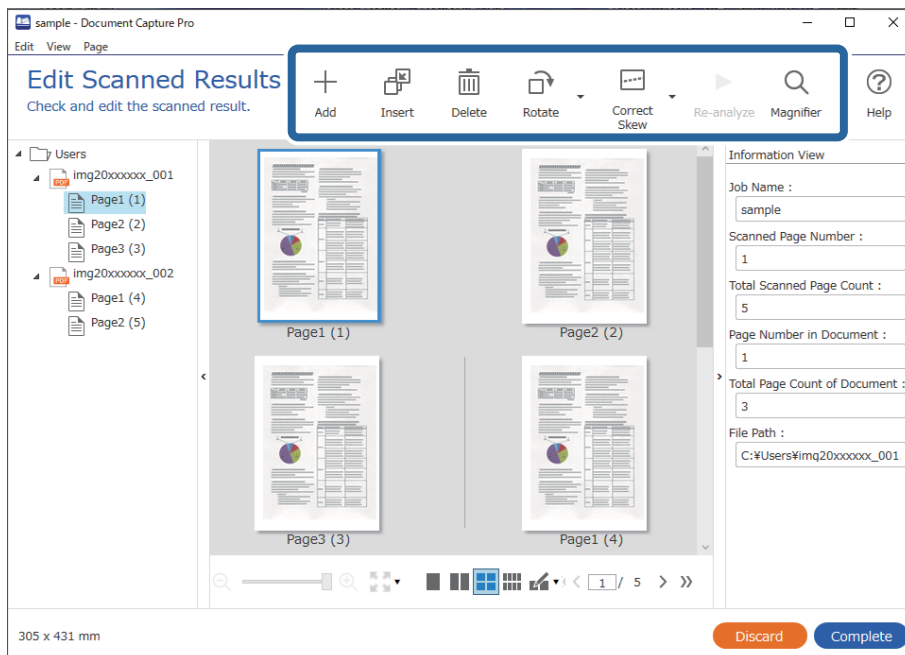 sample - Document Capture Pro
Edit View Page
Edit Scanned Results
Check and edit the scanned result.
Add
Insert
Delete
Rotate
Correct
Skew
Re-analyze
Magnifier
Help
Users
img20xxxxxx_001
Page1 (1)
Page2 (2)
Page3 (3)
img20xxxxxx_002
Page1 (4)
Page2 (5)
Page1 (1)
Page2 (2)
Page3 (3)
Page1 (4)
Information View
Job Name :
sample
Scanned Page Number :
1
Total Scanned Page Count :
5
Page Number in Document :
1
Total Page Count of Document :
3
File Path :
C:¥Users¥img20xxxxxx_001
1 / 5
305 x 431 mm
Discard
Complete